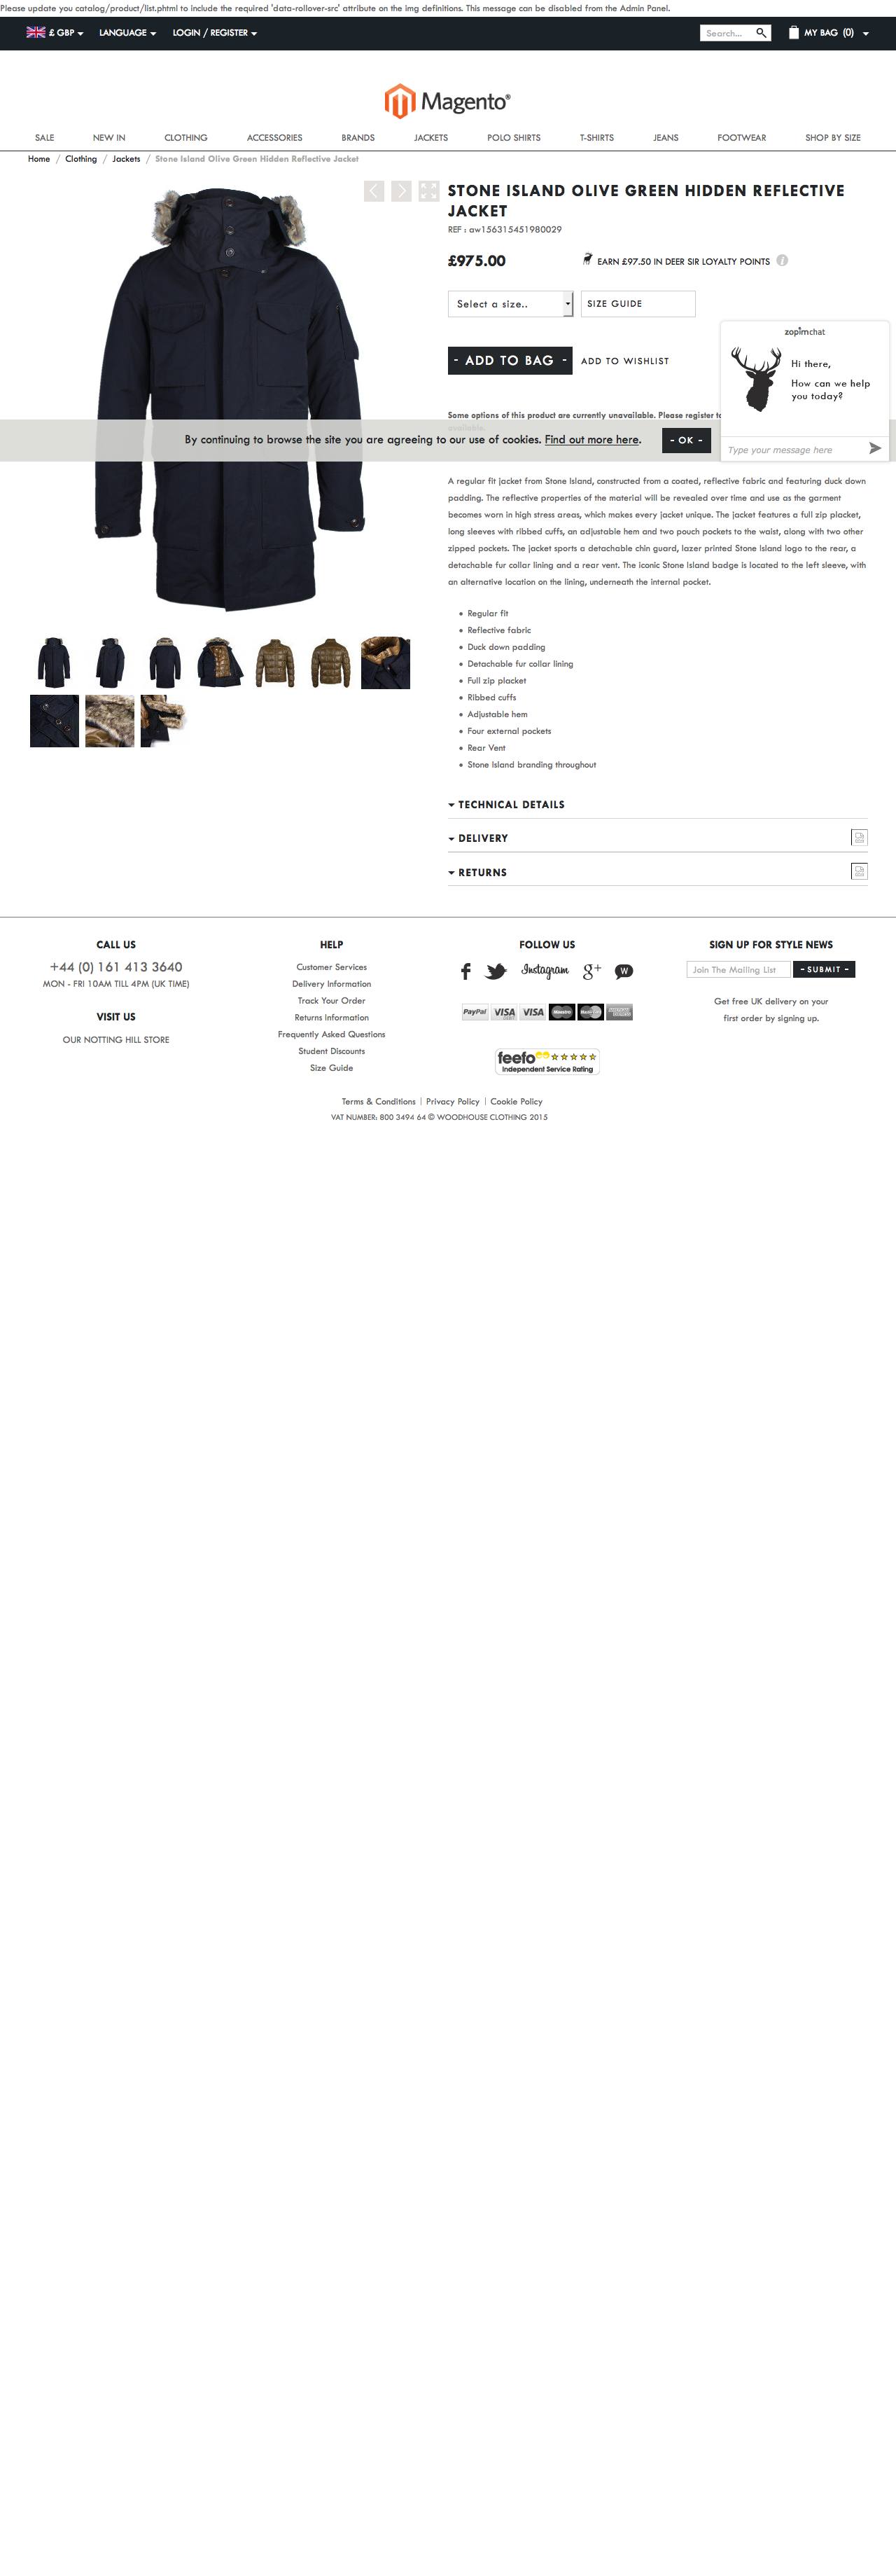 Please update you catalog/product/list.phtml to include the required 'data-rollover-src' attribute on the img definitions. This message can be disabled from the Admin Panel.
£ GBP LANGUAGE LOGIN / REGISTER Search... MY BAG (0)
Magento®
SALE NEW IN CLOTHING ACCESSORIES BRANDS JACKETS POLO SHIRTS T-SHIRTS JEANS FOOTWEAR SHOP BY SIZE
Home / Clothing / Jackets / Stone Island Olive Green Hidden Reflective Jacket
STONE ISLAND OLIVE GREEN HIDDEN REFLECTIVE
JACKET
REF : aw156315451980029
£975.00 EARN £97.50 IN DEER SIR LOYALTY POINTS i
Select a size.. SIZE GUIDE
- ADD TO BAG - ADD TO WISHLIST
zopim chat
Hi there,
How can we help
you today?
Type your message here
Some options of this product are currently unavailable. Please register to
available.
By continuing to browse the site you are agreeing to our use of cookies. Find out more here. - OK -
A regular fit jacket from Stone Island, constructed from a coated, reflective fabric and featuring duck down
padding. The reflective properties of the material will be revealed over time and use as the garment
becomes worn in high stress areas, which makes every jacket unique. The jacket features a full zip placket,
long sleeves with ribbed cuffs, an adjustable hem and two pouch pockets to the waist, along with two other
zipped pockets. The jacket sports a detachable chin guard, lazer printed Stone Island logo to the rear, a
detachable fur collar lining and a rear vent. The iconic Stone Island badge is located to the left sleeve, with
an alternative location on the lining, underneath the internal pocket.
• Regular fit
• Reflective fabric
• Duck down padding
• Detachable fur collar lining
• Full zip placket
• Ribbed cuffs
• Adjustable hem
• Four external pockets
• Rear Vent
• Stone Island branding throughout
TECHNICAL DETAILS
DELIVERY
RETURNS
CALL US
+44 (0) 161 413 3640
MON - FRI 10AM TILL 4PM (UK TIME)
VISIT US
OUR NOTTING HILL STORE
HELP
Customer Services
Delivery Information
Track Your Order
Returns Information
Frequently Asked Questions
Student Discounts
Size Guide
FOLLOW US
f Instagram g+ W
PayPal VISA VISA Maestro MasterCard
feefo
Independent Service Rating
SIGN UP FOR STYLE NEWS
Join The Mailing List - SUBMIT -
Get free UK delivery on your
first order by signing up.
Terms & Conditions | Privacy Policy | Cookie Policy
VAT NUMBER: 800 3494 64 © WOODHOUSE CLOTHING 2015